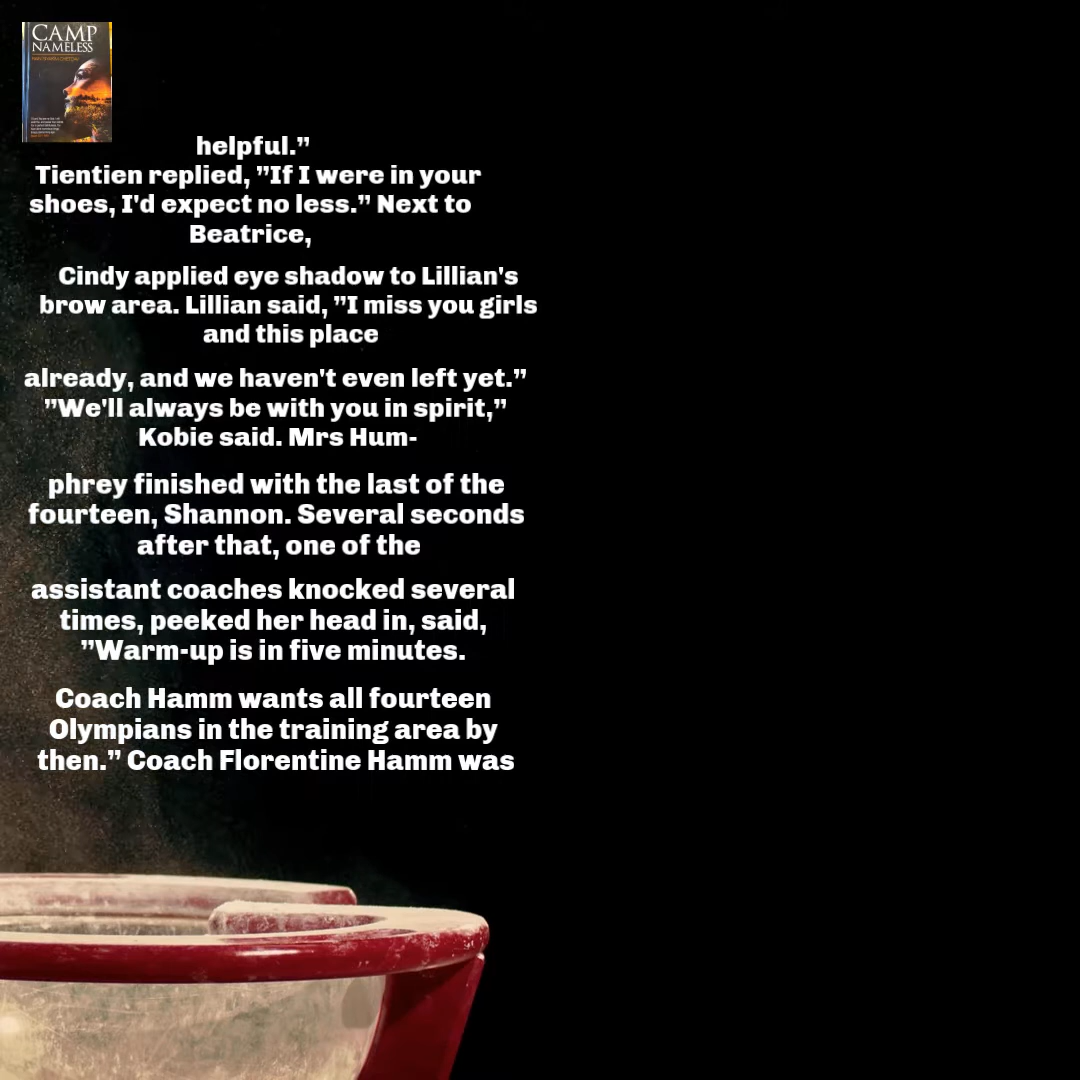 CAMP
NAMELESS
helpful.”
Tientien replied, ”If I were in your
shoes, I'd expect no less.” Next to
Beatrice,
Cindy applied eye shadow to Lillian's
brow area. Lillian said, ”I miss you girls
and this place
already, and we haven't even left yet.”
”We'll always be with you in spirit,”
Kobie said. Mrs Hum-
phrey finished with the last of the
fourteen, Shannon. Several seconds
after that, one of the
assistant coaches knocked several
times, peeked her head in, said,
”Warm-up is in five minutes.
Coach Hamm wants all fourteen
Olympians in the training area by
then.” Coach Florentine Hamm was